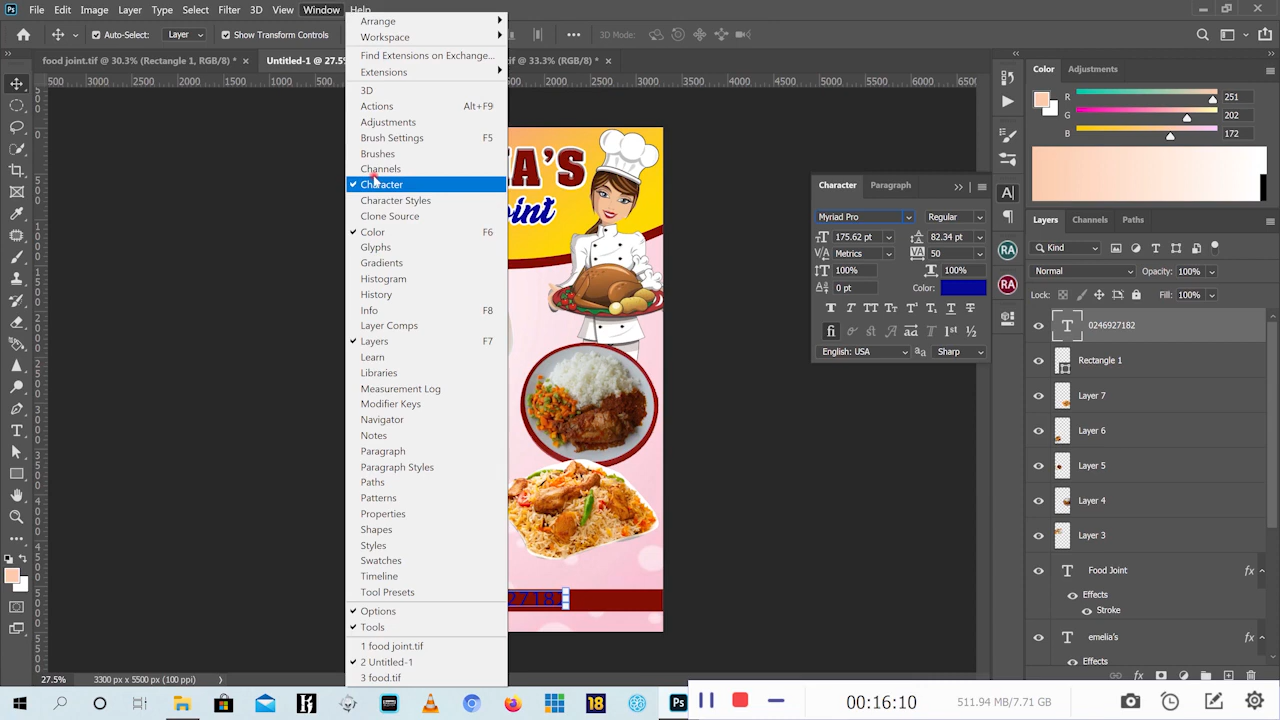 Ps File Edit Image Layer Type Select Filter 3D View Window Help
Auto-Select: Layer Show Transform Controls 3D Mode:
food joint.tif @ 30.3% (Rectangle 1, RGB/8) * × Untitled-1 @ 27.5% .tif @ 33.3% (RGB/8) * ×
Arrange
Workspace
Find Extensions on Exchange...
Extensions
3D
Actions Alt+F9
Adjustments
Brush Settings F5
Brushes
Channels
Character
Character Styles
Clone Source
Color F6
Glyphs
Gradients
Histogram
History
Info F8
Layer Comps
Layers F7
Learn
Libraries
Measurement Log
Modifier Keys
Navigator
Notes
Paragraph
Paragraph Styles
Paths
Patterns
Properties
Shapes
Styles
Swatches
Timeline
Tool Presets
Options
Tools
1 food joint.tif
2 Untitled-1
3 food.tif
IA'S
oint
Character Paragraph
Myriad Pro Regular
175.62 pt 82.34 pt
Metrics 50
100% 100%
0 pt Color:
English: USA Sharp
Color Adjustments
R 251
G 202
B 172
Layers Channels Paths
Kind
Normal Opacity: 100%
Lock: Fill: 100%
0246927182
Rectangle 1
Layer 7
Layer 6
Layer 5
Layer 4
Layer 3
Food Joint fx
Effects
Stroke
emelia's fx
Effects
27.5% 3300 px x 5500 px (100 ppi)
00:16:10 511.94 MB/7.71 GB